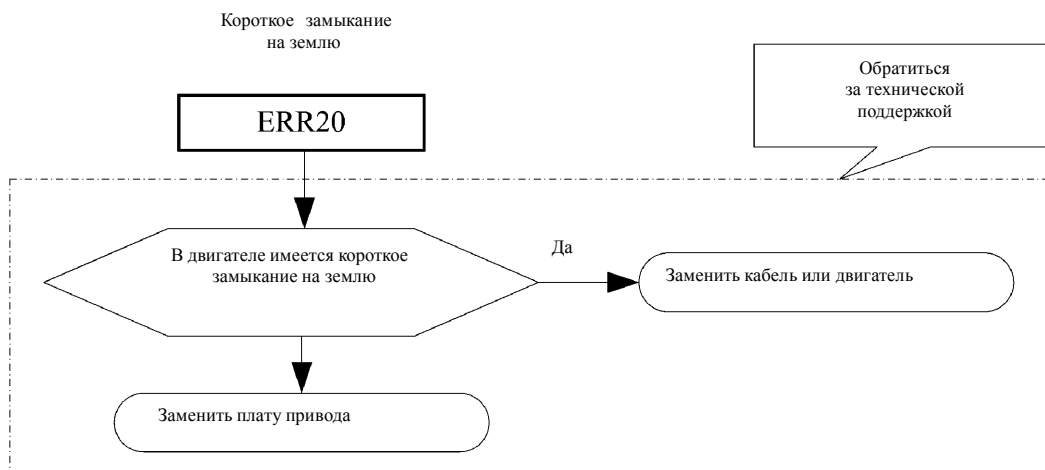 Короткое замыкание
на землю
Обратиться
за технической
поддержкой
ERR20
В двигателе имеется короткое
замыкание на землю
Да
Заменить кабель или двигатель
Заменить плату привода